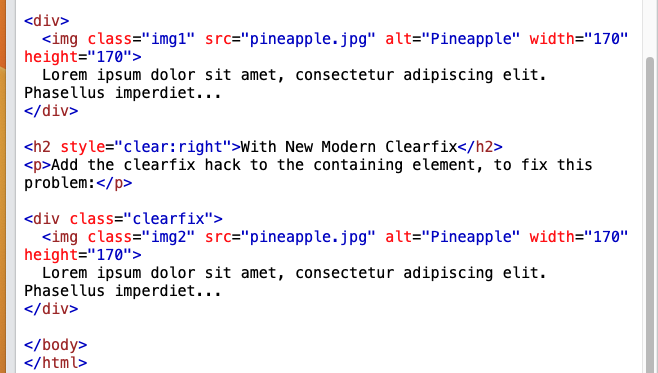 <div>
  <img class="img1" src="pineapple.jpg" alt="Pineapple" width="170"
height="170">
  Lorem ipsum dolor sit amet, consectetur adipiscing elit.
Phasellus imperdiet...
</div>

<h2 style="clear:right">With New Modern Clearfix</h2>
<p>Add the clearfix hack to the containing element, to fix this
problem:</p>

<div class="clearfix">
  <img class="img2" src="pineapple.jpg" alt="Pineapple" width="170"
height="170">
  Lorem ipsum dolor sit amet, consectetur adipiscing elit.
Phasellus imperdiet...
</div>

</body>
</html>